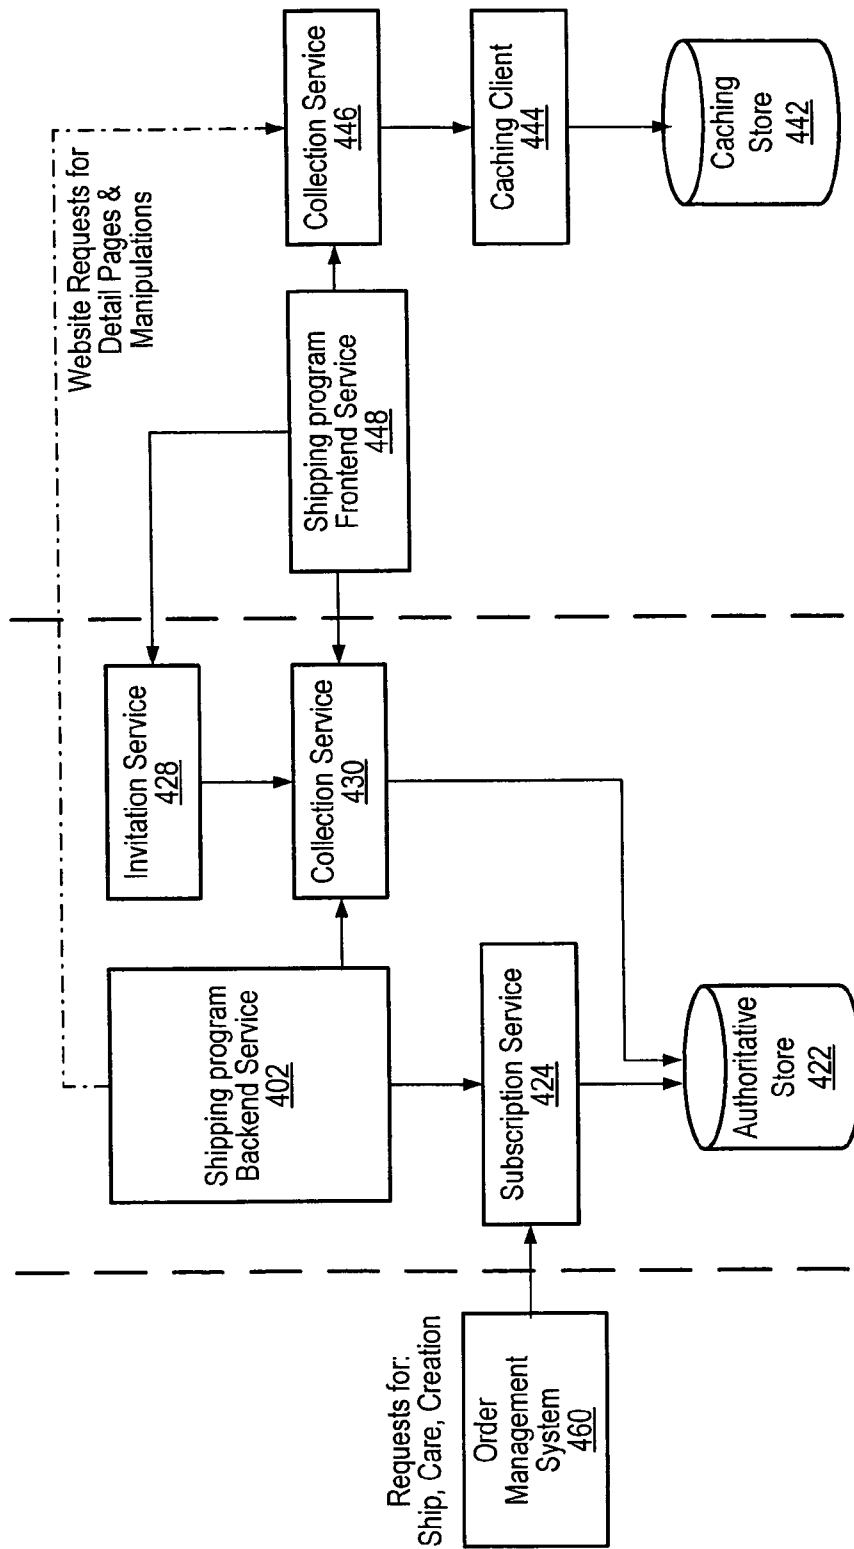 Requests for:
Ship, Care, Creation
Order
Management
System
460
Shipping program
Backend Service
402
Subscription Service
424
Authoritative
Store
422
Invitation Service
428
Collection Service
430
Website Requests for
Detail Pages &
Manipulations
Shipping program
Frontend Service
448
Collection Service
446
Caching Client
444
Caching
Store
442